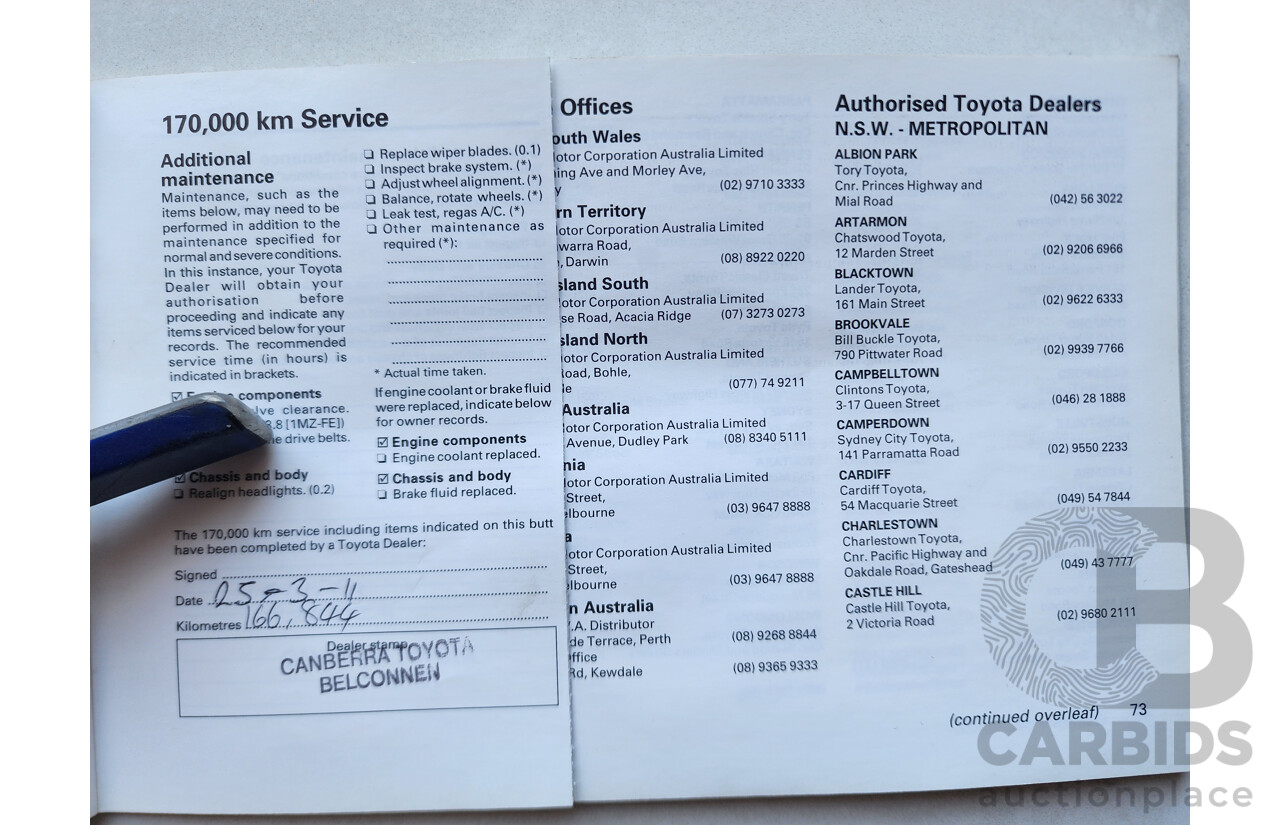 170,000 km Service
Additional
maintenance
Maintenance, such as the
items below, may need to be
performed in addition to the
maintenance specified for
normal and severe conditions.
In this instance, your Toyota
Dealer will obtain your
authorisation before
proceeding and indicate any
items serviced below for your
records. The recommended
service time (in hours) is
indicated in brackets.
components
clearance.
3.8 [1MZ-FE])
drive belts.
Chassis and body
Realign headlights. (0.2)
Replace wiper blades. (0.1)
Inspect brake system. (*)
Adjust wheel alignment. (*)
Balance, rotate wheels. (*)
Leak test, regas A/C. (*)
Other maintenance as
required (*):
* Actual time taken.
If engine coolant or brake fluid
were replaced, indicate below
for owner records.
Engine components
Engine coolant replaced.
Chassis and body
Brake fluid replaced.
The 170,000 km service including items indicated on this butt
have been completed by a Toyota Dealer:
Signed
Date 25-3-11
Kilometres 166,844
Dealer stamp
CANBERRA TOYOTA
BELCONNEN
Offices
outh Wales
otor Corporation Australia Limited
ing Ave and Morley Ave,
y (02) 9710 3333
rn Territory
otor Corporation Australia Limited
warra Road,
, Darwin (08) 8922 0220
sland South
otor Corporation Australia Limited
se Road, Acacia Ridge (07) 3273 0273
sland North
otor Corporation Australia Limited
oad, Bohle,
le (077) 74 9211
Australia
otor Corporation Australia Limited
Avenue, Dudley Park (08) 8340 5111
nia
otor Corporation Australia Limited
Street,
elbourne (03) 9647 8888
a
otor Corporation Australia Limited
Street,
elbourne (03) 9647 8888
n Australia
.A. Distributor
de Terrace, Perth (08) 9268 8844
ffice
Rd, Kewdale (08) 9365 9333
Authorised Toyota Dealers
N.S.W. - METROPOLITAN
ALBION PARK
Tory Toyota,
Cnr. Princes Highway and
Mial Road (042) 56 3022
ARTARMON
Chatswood Toyota,
12 Marden Street (02) 9206 6966
BLACKTOWN
Lander Toyota,
161 Main Street (02) 9622 6333
BROOKVALE
Bill Buckle Toyota,
790 Pittwater Road (02) 9939 7766
CAMPBELLTOWN
Clintons Toyota,
3-17 Queen Street (046) 28 1888
CAMPERDOWN
Sydney City Toyota,
141 Parramatta Road (02) 9550 2233
CARDIFF
Cardiff Toyota,
54 Macquarie Street (049) 54 7844
CHARLESTOWN
Charlestown Toyota,
Cnr. Pacific Highway and
Oakdale Road, Gateshead (049) 43 7777
CASTLE HILL
Castle Hill Toyota,
2 Victoria Road (02) 9680 2111
(continued overleaf) 73
CB
CARBIDS
auctionplace